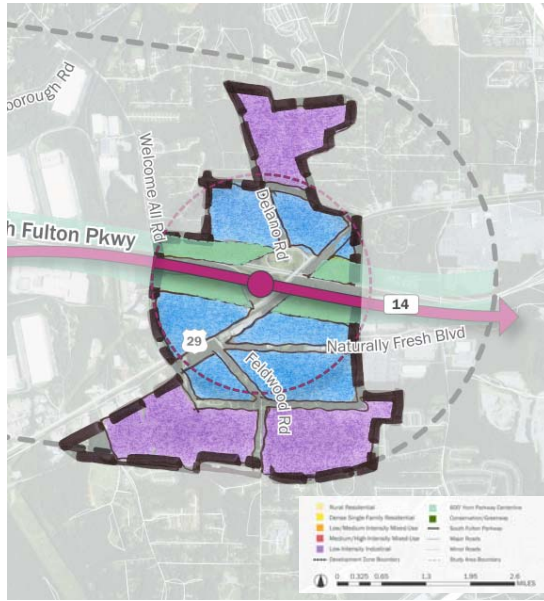 borough Rd
Welcome All Rd
Delano Rd
h Fulton Pkwy
14
29
Naturally Fresh Blvd
Feldwood Rd
Rural Residential
Dense Single-Family Residential
Low/Medium Intensity Mixed Use
Medium/High-Intensity Mixed Use
Low-Intensity Industrial
Development Zone Boundary
600' from Parkway Centerline
Conservation/Greenway
South Fulton Parkway
Major Roads
Minor Roads
Study Area Boundary
0 0.325 0.65 1.3 1.95 2.6
MILES